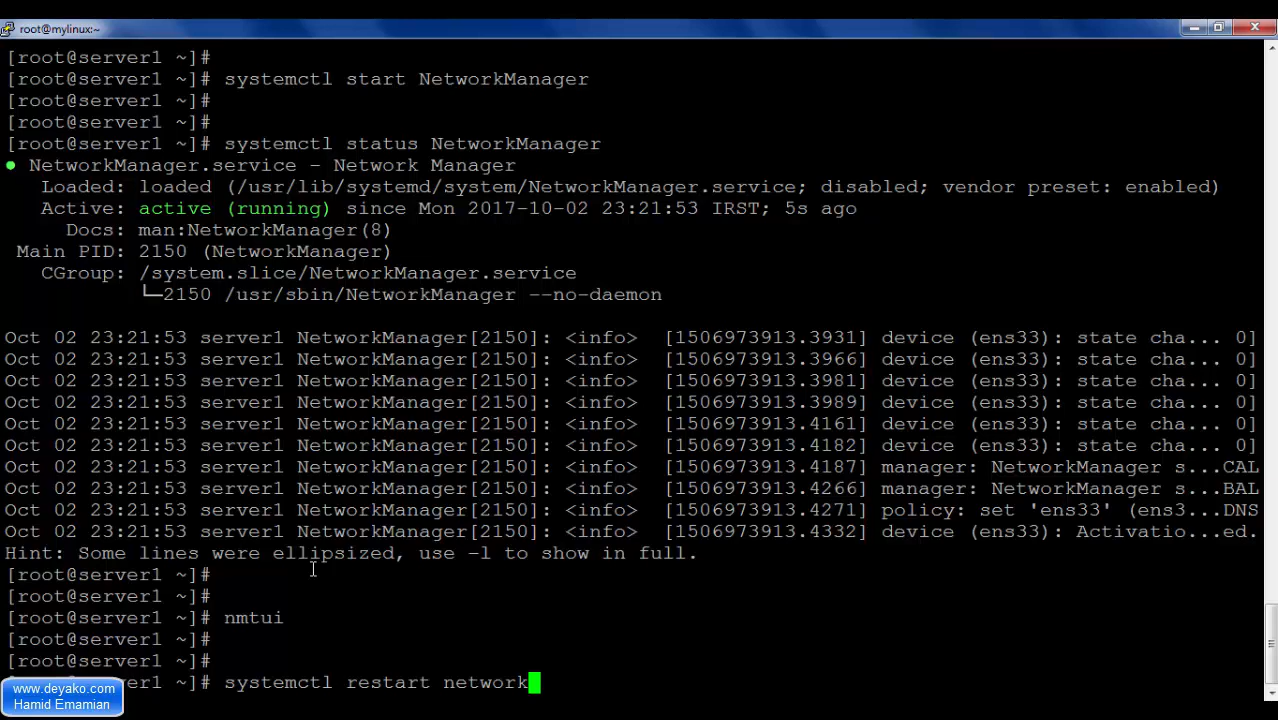 root@mylinux:~
[root@server1 ~]#
[root@server1 ~]# systemctl start NetworkManager
[root@server1 ~]#
[root@server1 ~]#
[root@server1 ~]# systemctl status NetworkManager
● NetworkManager.service - Network Manager
   Loaded: loaded (/usr/lib/systemd/system/NetworkManager.service; disabled; vendor preset: enabled)
   Active: active (running) since Mon 2017-10-02 23:21:53 IRST; 5s ago
     Docs: man:NetworkManager(8)
 Main PID: 2150 (NetworkManager)
   CGroup: /system.slice/NetworkManager.service
           └─2150 /usr/sbin/NetworkManager --no-daemon
Oct 02 23:21:53 server1 NetworkManager[2150]: <info>  [1506973913.3931] device (ens33): state cha... 0]
Oct 02 23:21:53 server1 NetworkManager[2150]: <info>  [1506973913.3966] device (ens33): state cha... 0]
Oct 02 23:21:53 server1 NetworkManager[2150]: <info>  [1506973913.3981] device (ens33): state cha... 0]
Oct 02 23:21:53 server1 NetworkManager[2150]: <info>  [1506973913.3989] device (ens33): state cha... 0]
Oct 02 23:21:53 server1 NetworkManager[2150]: <info>  [1506973913.4161] device (ens33): state cha... 0]
Oct 02 23:21:53 server1 NetworkManager[2150]: <info>  [1506973913.4182] device (ens33): state cha... 0]
Oct 02 23:21:53 server1 NetworkManager[2150]: <info>  [1506973913.4187] manager: NetworkManager s...CAL
Oct 02 23:21:53 server1 NetworkManager[2150]: <info>  [1506973913.4266] manager: NetworkManager s...BAL
Oct 02 23:21:53 server1 NetworkManager[2150]: <info>  [1506973913.4271] policy: set 'ens33' (ens3...DNS
Oct 02 23:21:53 server1 NetworkManager[2150]: <info>  [1506973913.4332] device (ens33): Activatio...ed.
Hint: Some lines were ellipsized, use -l to show in full.
[root@server1 ~]#
[root@server1 ~]#
[root@server1 ~]# nmtui
[root@server1 ~]#
[root@server1 ~]#
[root@server1 ~]# systemctl restart network
www.deyako.com
Hamid Emamian